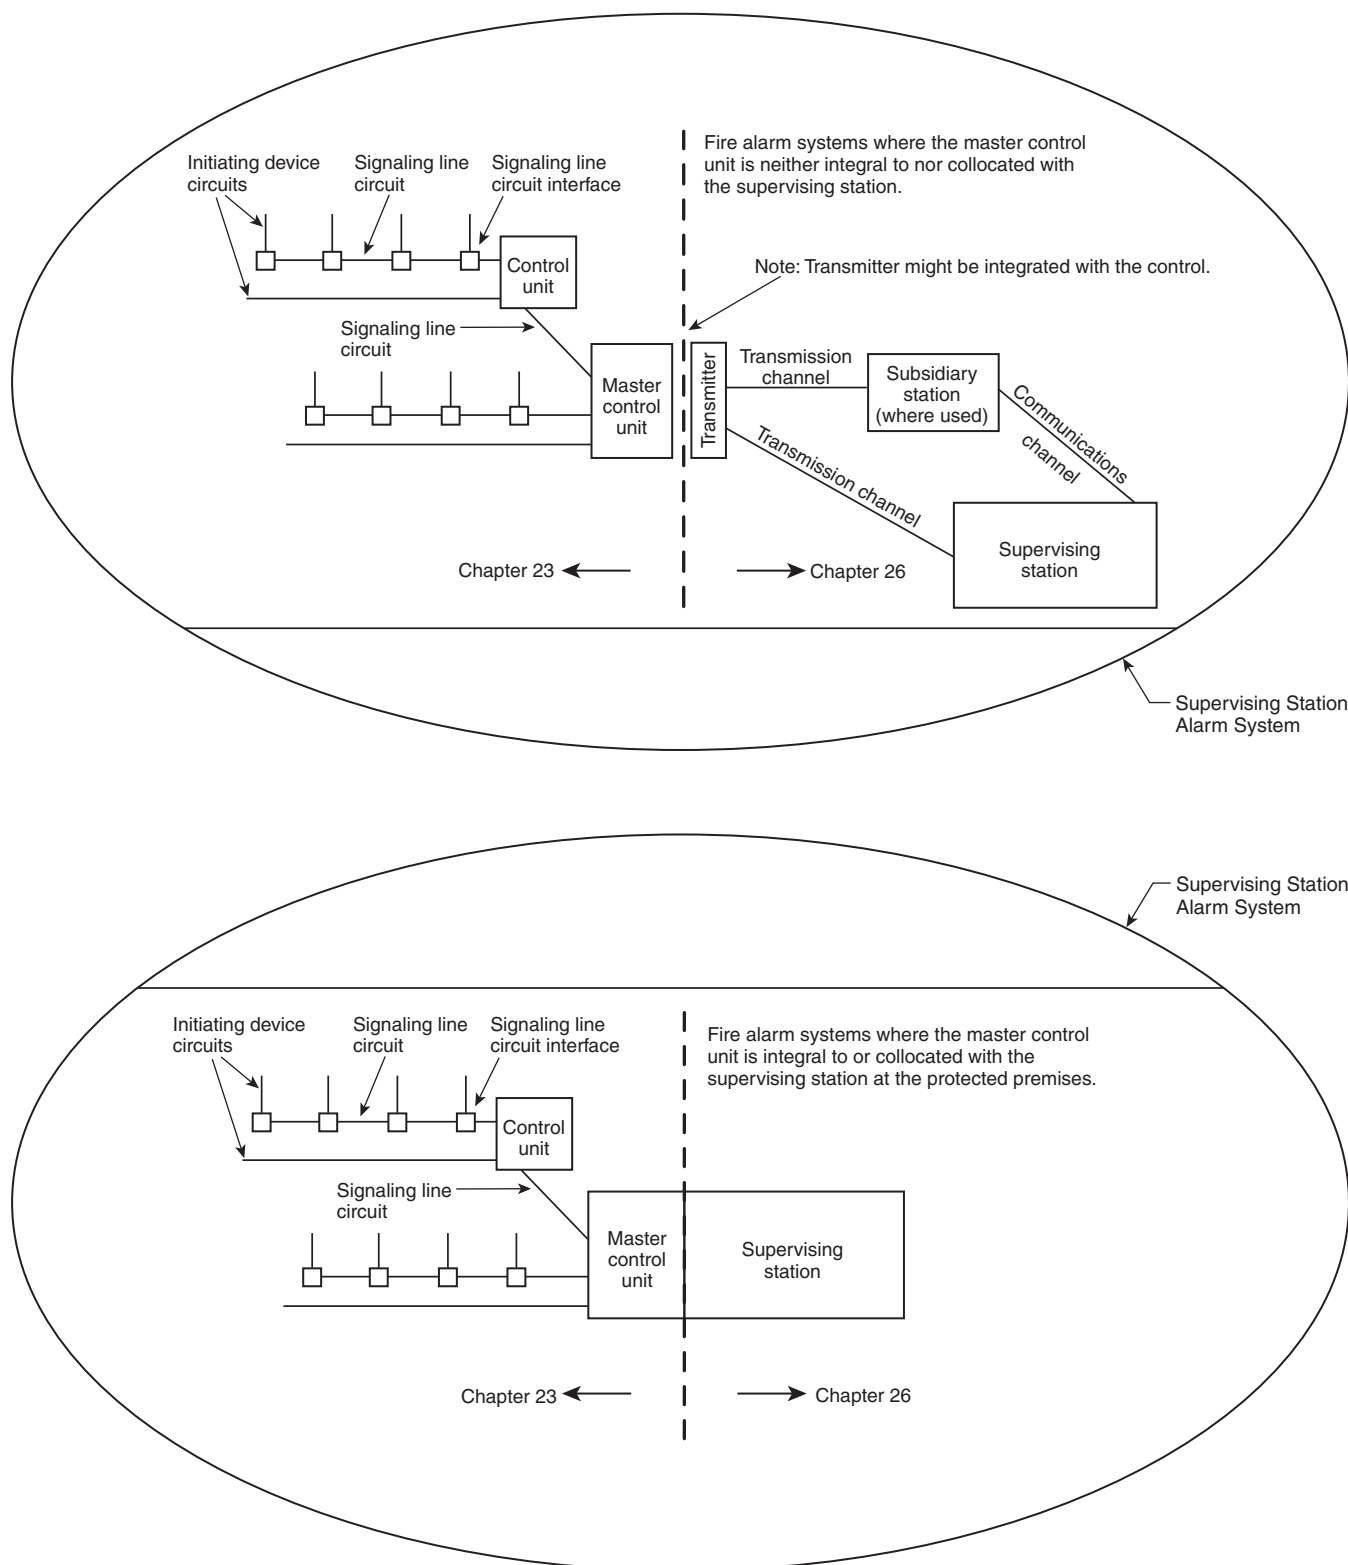 Fire alarm systems where the master control
unit is neither integral to nor collocated with
the supervising station.
Initiating device
circuits
Signaling line
circuit
Signaling line
circuit interface
Control
unit
Note: Transmitter might be integrated with the control.
Signaling line
circuit
Master
control
unit
Transmitter
Transmission
channel
Subsidiary
station
(where used)
Communications
channel
Transmission channel
Supervising
station
Chapter 23
Chapter 26
Supervising Station
Alarm System
Supervising Station
Alarm System
Initiating device
circuits
Signaling line
circuit
Signaling line
circuit interface
Fire alarm systems where the master control
unit is integral to or collocated with the
supervising station at the protected premises.
Control
unit
Signaling line
circuit
Master
control
unit
Supervising
station
Chapter 23
Chapter 26